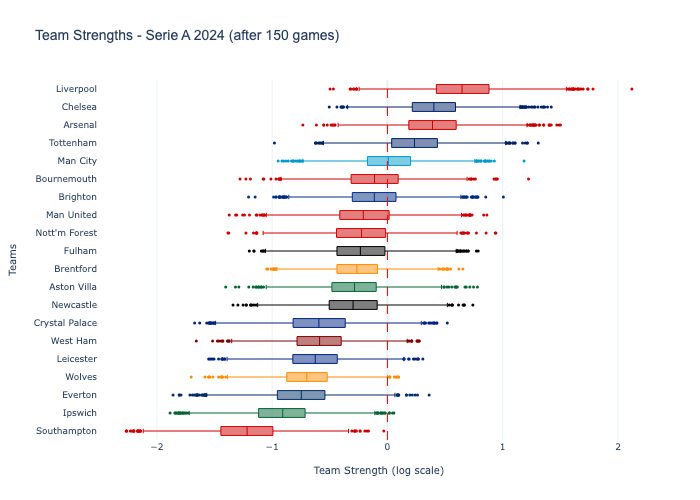 Team Strengths - Serie A 2024 (after 150 games)
Liverpool
Chelsea
Arsenal
Tottenham
Man City
Bournemouth
Brighton
Man United
Nott'm Forest
Fulham
Brentford
Aston Villa
Newcastle
Crystal Palace
West Ham
Leicester
Wolves
Everton
Ipswich
Southampton
Teams
−2
−1
0
1
2
Team Strength (log scale)